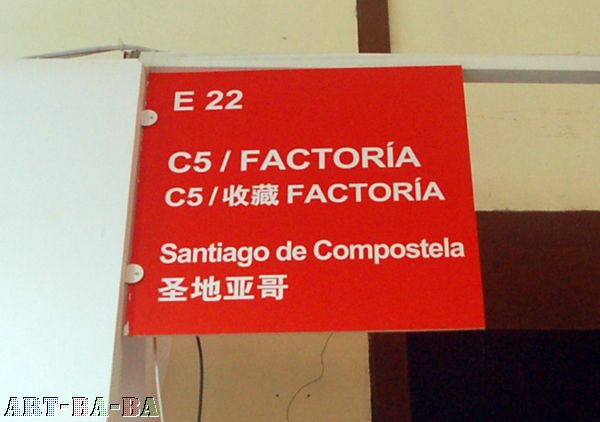 E 22
C5 / FACTORÍA
C5 / 收藏 FACTORÍA
Santiago de Compostela
圣地亚哥
ART-BA-BA